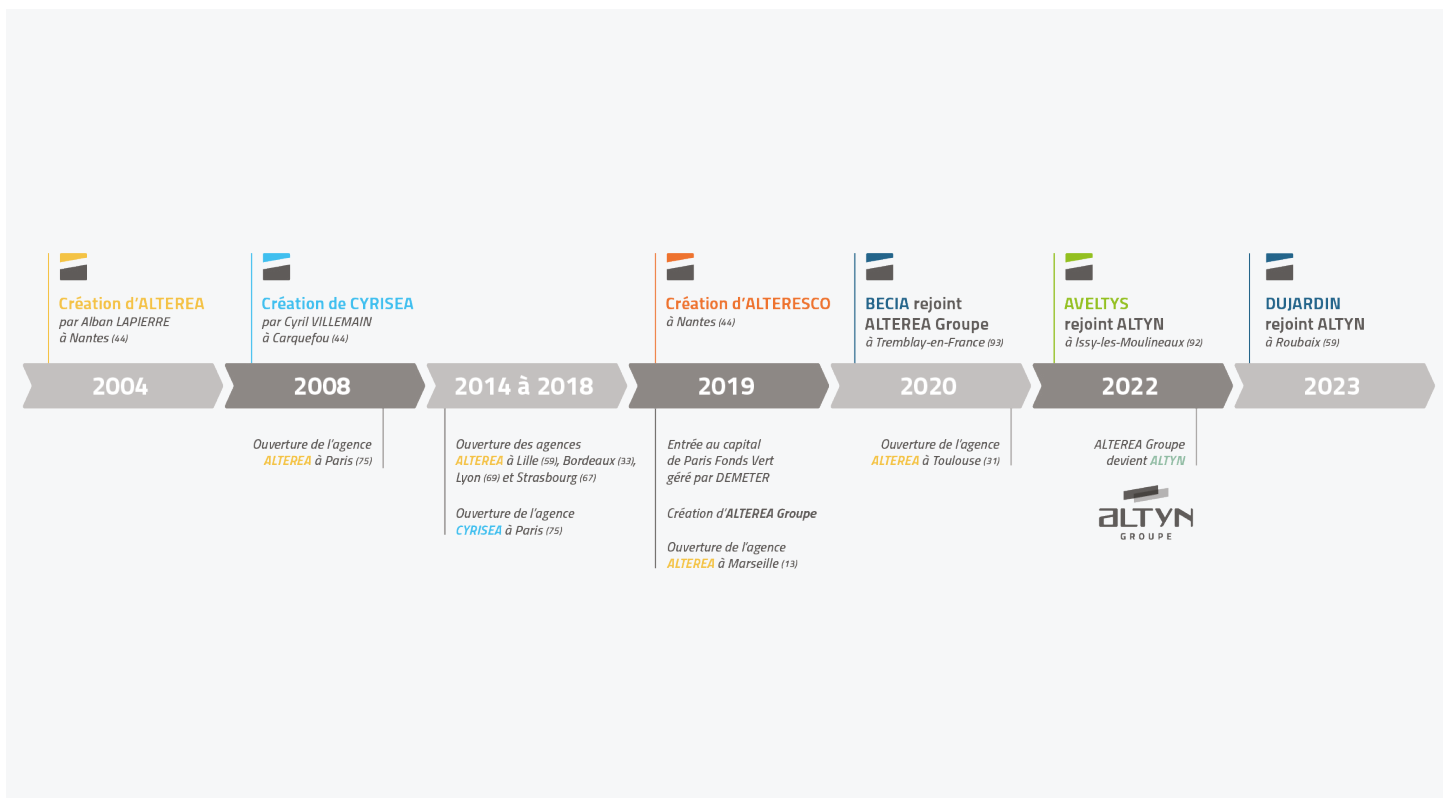 Création d'ALTEREA
par Alban LAPIERRE
à Nantes (44)
2004
Création de CYRISEA
par Cyril VILLEMAIN
à Carquefou (44)
2008
Ouverture de l'agence
ALTEREA à Paris (75)
2014 à 2018
Ouverture des agences
ALTEREA à Lille (59), Bordeaux (33),
Lyon (69) et Strasbourg (67)
Ouverture de l'agence
CYRISEA à Paris (75)
Création d'ALTERESCO
à Nantes (44)
2019
Entrée au capital
de Paris Fonds Vert
géré par DEMETER
Création d'ALTEREA Groupe
Ouverture de l'agence
ALTEREA à Marseille (13)
BECIA rejoint
ALTEREA Groupe
à Tremblay-en-France (93)
2020
Ouverture de l'agence
ALTEREA à Toulouse (31)
AVELTYS
rejoint ALTYN
à Issy-les-Moulineaux (92)
2022
ALTEREA Groupe
devient ALTYN
ALTYN
GROUPE
DUJARDIN
rejoint ALTYN
à Roubaix (59)
2023